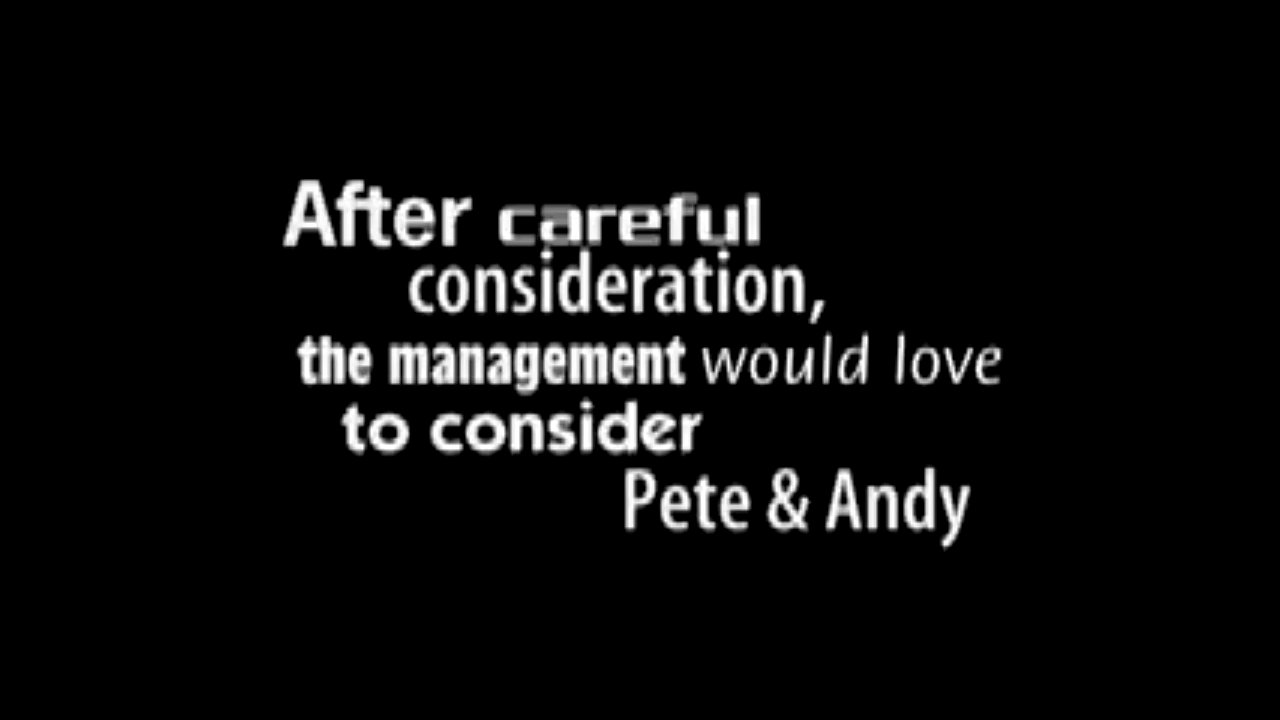 After careful
consideration,
the management would love
to consider
Pete & Andy